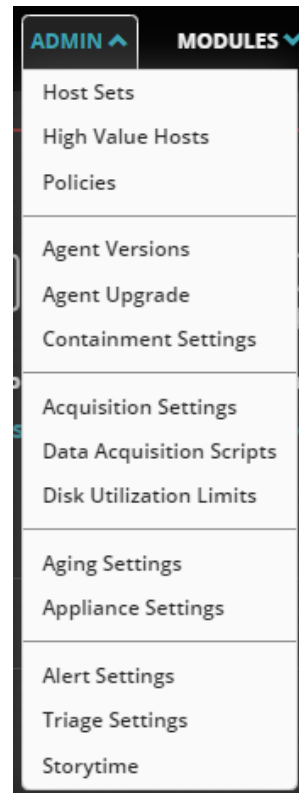 ADMIN MODULES
Host Sets
High Value Hosts
Policies
Agent Versions
Agent Upgrade
Containment Settings
Acquisition Settings
Data Acquisition Scripts
Disk Utilization Limits
Aging Settings
Appliance Settings
Alert Settings
Triage Settings
Storytime